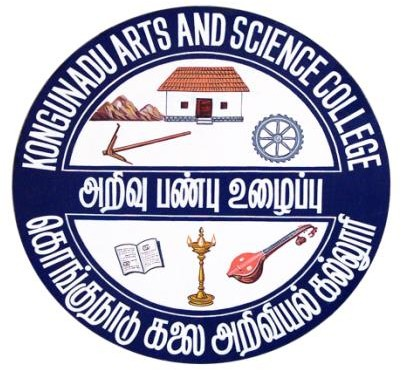 KONGUNADU ARTS AND SCIENCE COLLEGE
அறிவு பண்பு உழைப்பு
கொங்குநாடு கலை அறிவியல் கல்லூரி